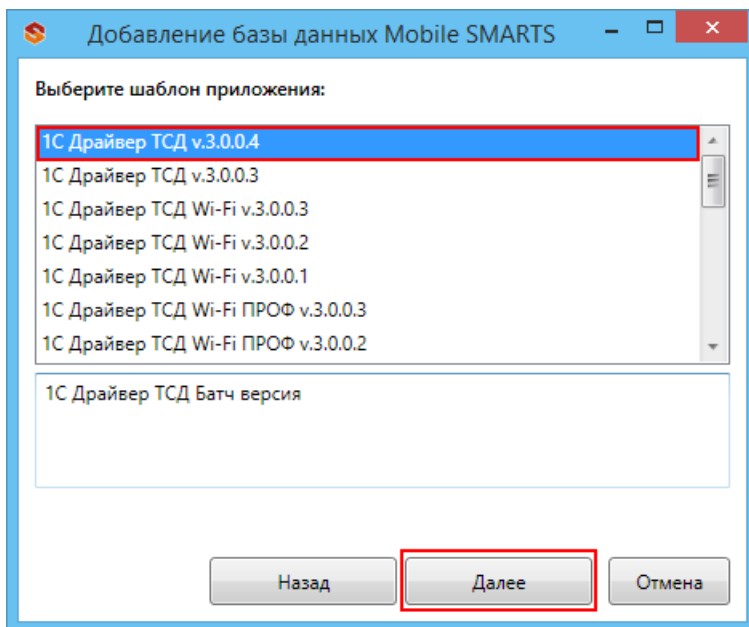 Добавление базы данных Mobile SMARTS
Выберите шаблон приложения:
1С Драйвер ТСД v.3.0.0.4
1С Драйвер ТСД v.3.0.0.3
1С Драйвер ТСД Wi-Fi v.3.0.0.3
1С Драйвер ТСД Wi-Fi v.3.0.0.2
1С Драйвер ТСД Wi-Fi v.3.0.0.1
1С Драйвер ТСД Wi-Fi ПРОФ v.3.0.0.3
1С Драйвер ТСД Wi-Fi ПРОФ v.3.0.0.2
1С Драйвер ТСД Батч версия
Назад Далее Отмена